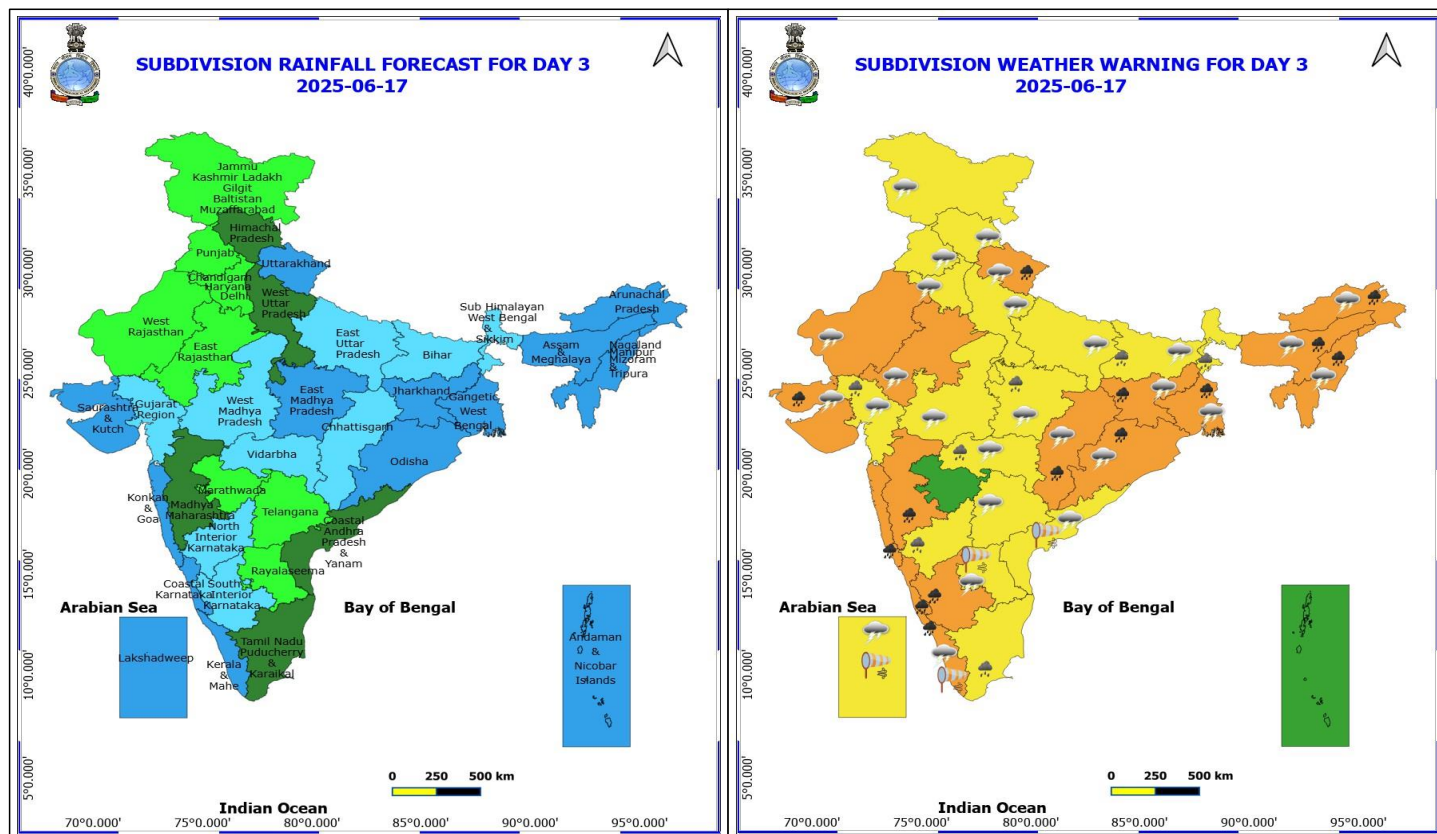 SUBDIVISION RAINFALL FORECAST FOR DAY 3
2025-06-17
40°0.000'
35°0.000'
30°0.000'
25°0.000'
20°0.000'
15°0.000'
10°0.000'
5°0.000'
Jammu
Kashmir Ladakh
Gilgit
Baltistan
Muzaffarabad
Himachal
Pradesh
Punjab
Uttarakhand
Chandigarh
Haryana
Delhi
West
Uttar
Pradesh
West
Rajasthan
East
Rajasthan
East
Uttar
Pradesh
Bihar
Sub Himalayan
West Bengal
&
Sikkim
Arunachal
Pradesh
Assam
&
Meghalaya
Nagaland
Manipur
Mizoram
&
Tripura
Saurashtra
&
Kutch
Gujarat
Region
West
Madhya
Pradesh
East
Madhya
Pradesh
Jharkhand
Gangetic
West
Bengal
Chhattisgarh
Vidarbha
Odisha
Konkan
&
Goa
Madhya
Maharashtra
Marathwada
Telangana
North
Interior
Karnataka
Coastal
Andhra
Pradesh
&
Yanam
Rayalaseema
Coastal
Karnataka
South
Interior
Karnataka
Tamil Nadu
Puducherry
&
Karaikal
Kerala
&
Mahe
Arabian Sea
Bay of Bengal
Lakshadweep
Andaman
&
Nicobar
Islands
0 250 500 km
Indian Ocean
70°0.000' 75°0.000' 80°0.000' 85°0.000' 90°0.000' 95°0.000'
SUBDIVISION WEATHER WARNING FOR DAY 3
2025-06-17
40°0.000'
35°0.000'
30°0.000'
25°0.000'
20°0.000'
15°0.000'
10°0.000'
5°0.000'
Arabian Sea
Bay of Bengal
0 250 500 km
Indian Ocean
70°0.000' 75°0.000' 80°0.000' 85°0.000' 90°0.000' 95°0.000'